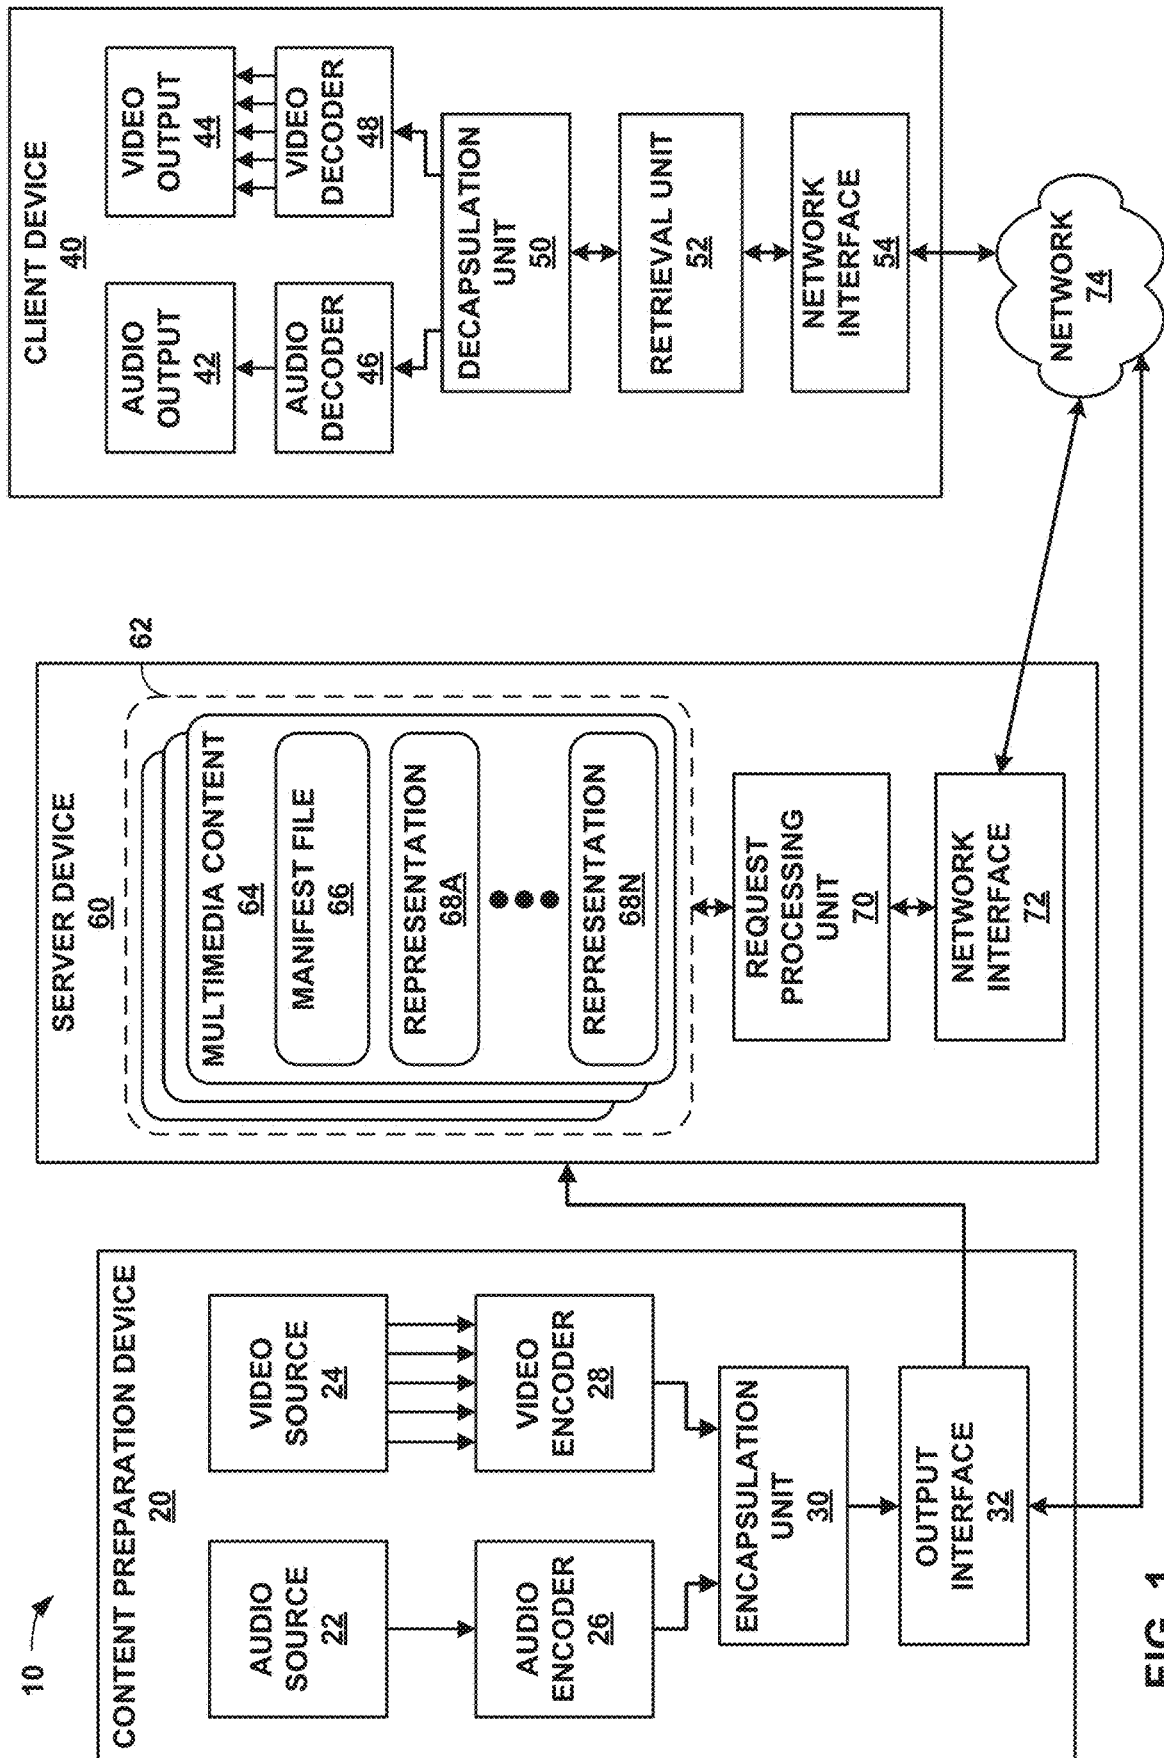 10
CONTENT PREPARATION DEVICE
20
AUDIO
SOURCE
22
VIDEO
SOURCE
24
AUDIO
ENCODER
26
VIDEO
ENCODER
28
ENCAPSULATION
UNIT
30
OUTPUT
INTERFACE
32
SERVER DEVICE
60
62
MULTIMEDIA CONTENT
64
MANIFEST FILE
66
REPRESENTATION
68A
REPRESENTATION
68N
REQUEST
PROCESSING
UNIT
70
NETWORK
INTERFACE
72
CLIENT DEVICE
40
AUDIO
OUTPUT
42
VIDEO
OUTPUT
44
AUDIO
DECODER
46
VIDEO
DECODER
48
DECAPSULATION
UNIT
50
RETRIEVAL UNIT
52
NETWORK
INTERFACE
54
NETWORK
74
FIG. 1